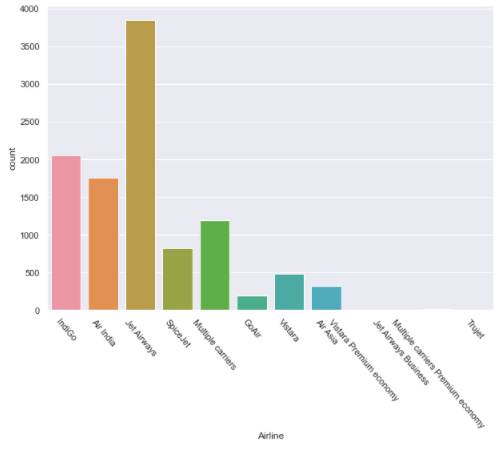 4000
3500
3000
2500
2000
1500
1000
500
0
count
IndiGo
Air India
Jet Airways
SpiceJet
Multiple carriers
GoAir
Vistara
Air Asia
Vistara Premium economy
Jet Airways Business
Multiple carriers Premium economy
Trujet
Airline